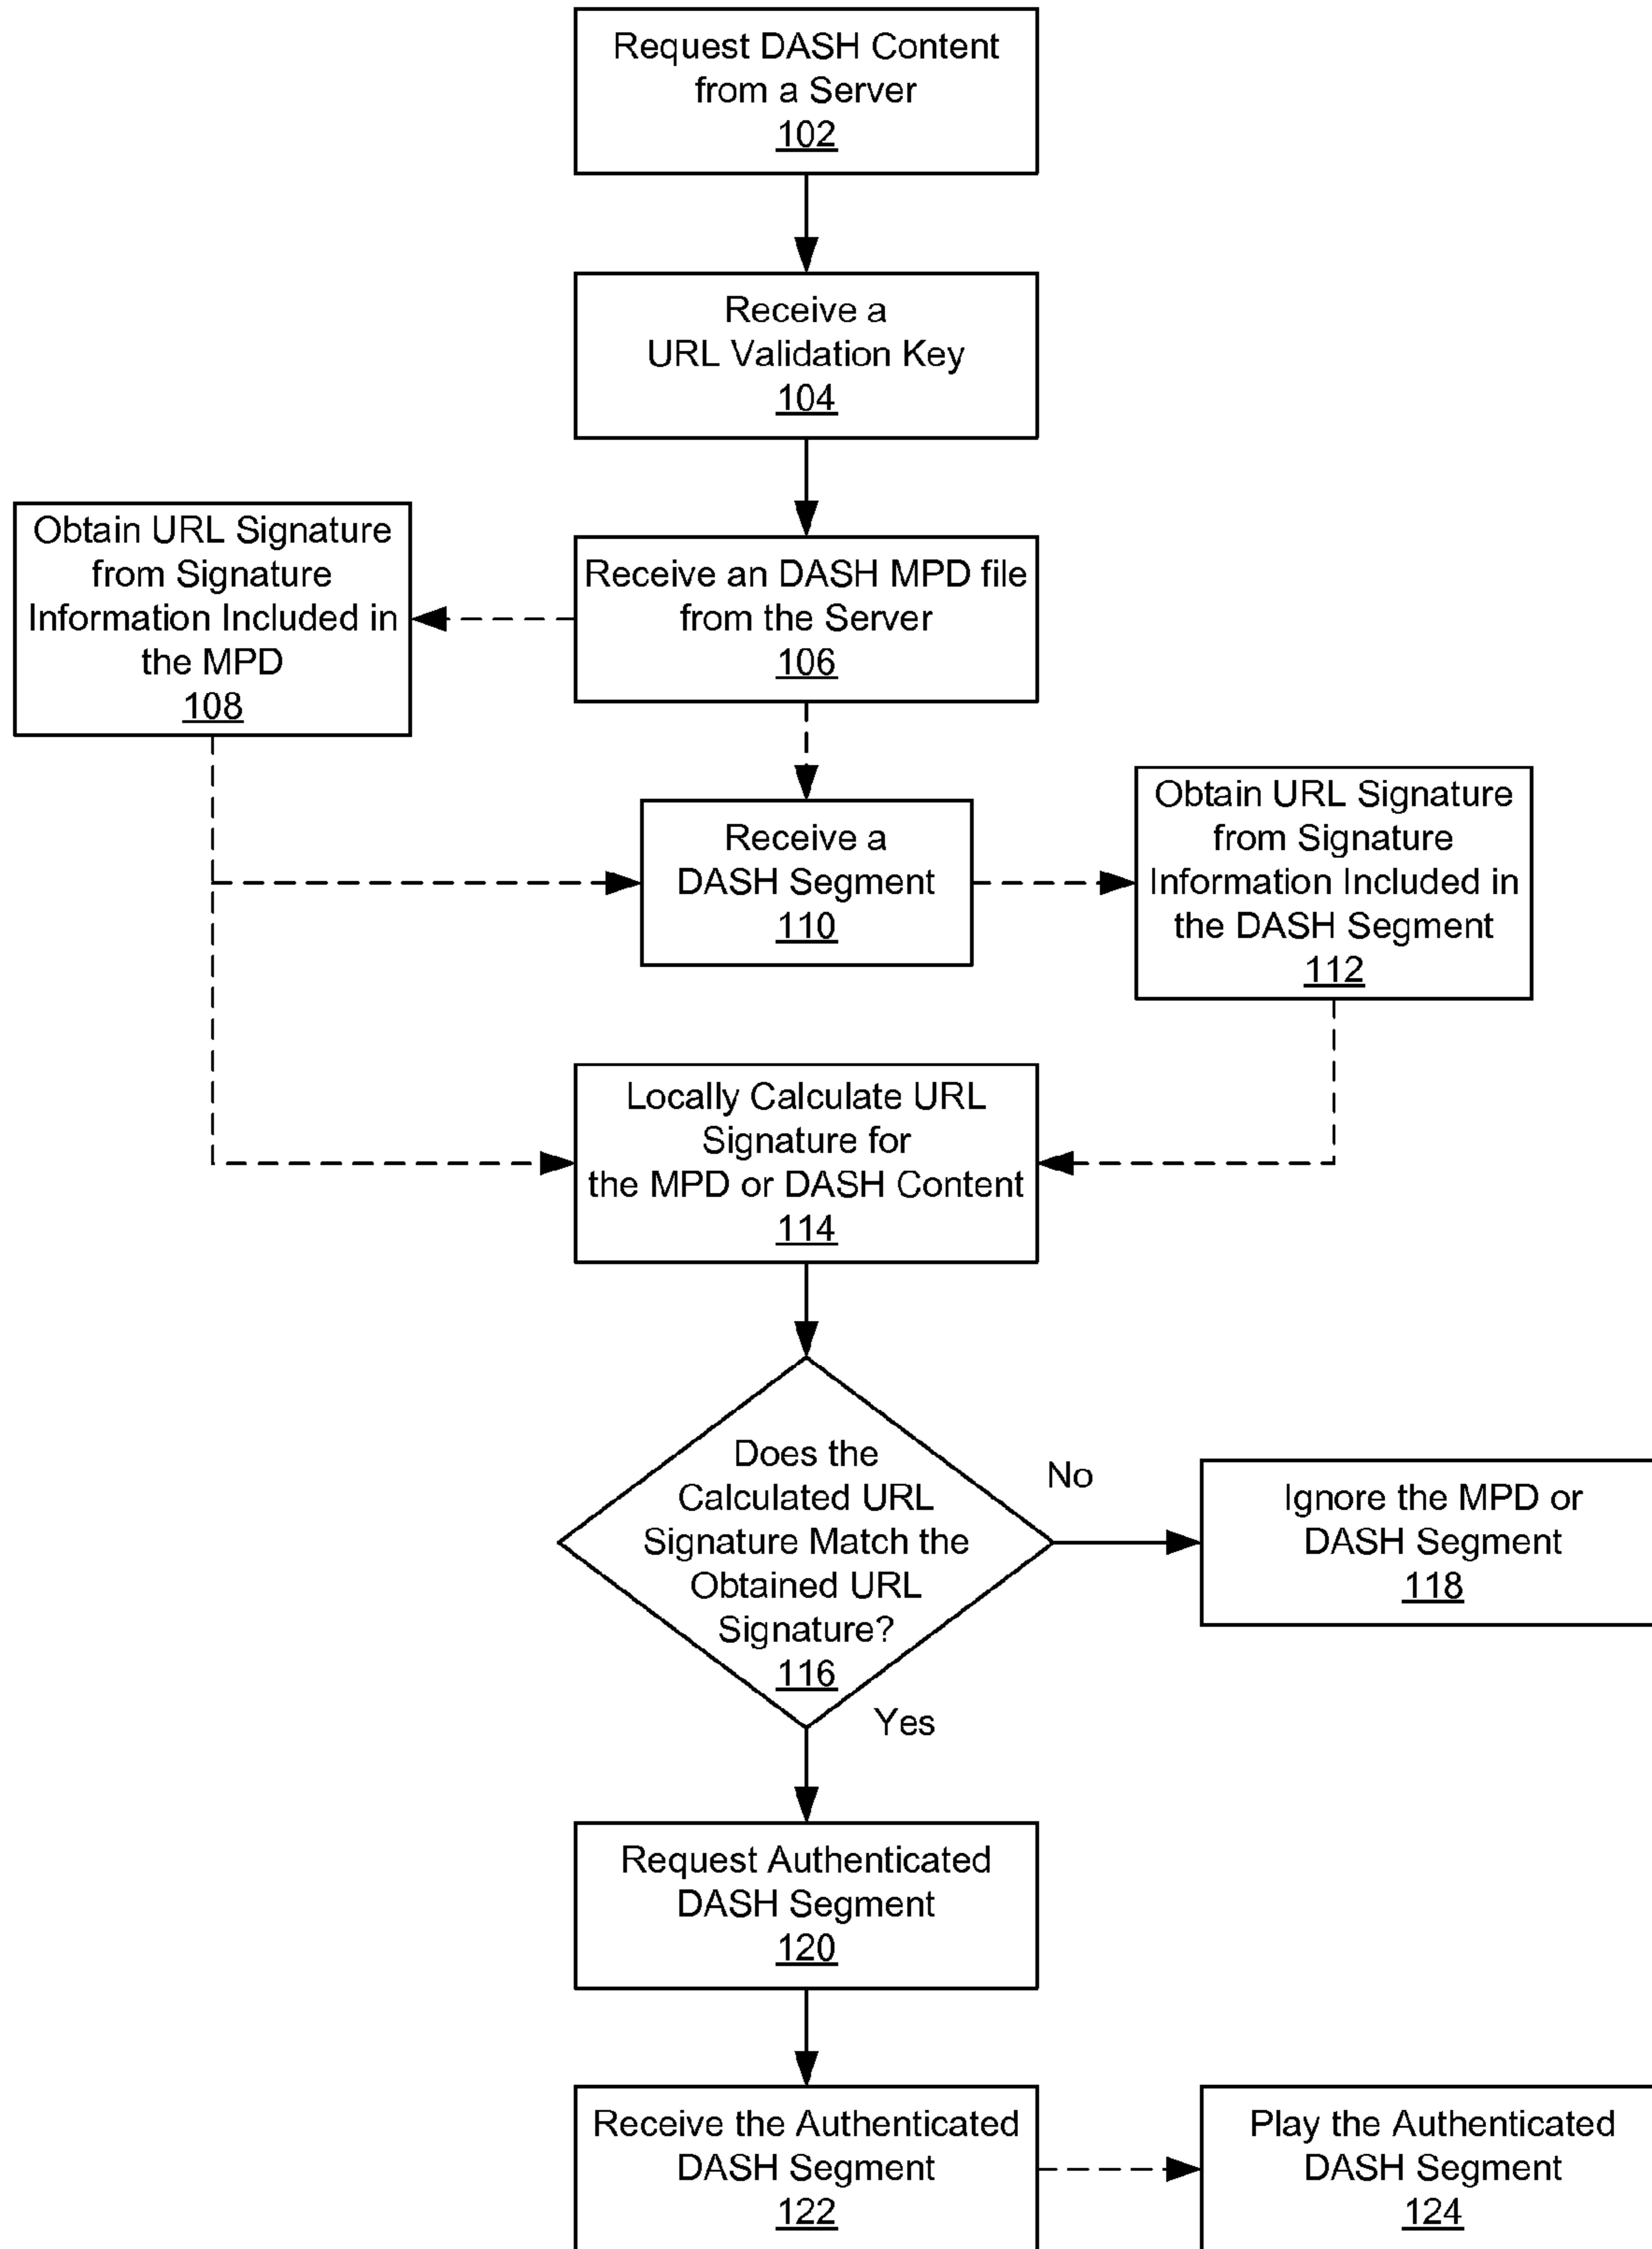 Request DASH Content
from a Server
102
Receive a
URL Validation Key
104
Obtain URL Signature
from Signature
Information Included in
the MPD
108
Receive an DASH MPD file
from the Server
106
Receive a
DASH Segment
110
Obtain URL Signature
from Signature
Information Included in
the DASH Segment
112
Locally Calculate URL
Signature for
the MPD or DASH Content
114
Does the
Calculated URL
Signature Match the
Obtained URL
Signature?
116
No
Ignore the MPD or
DASH Segment
118
Yes
Request Authenticated
DASH Segment
120
Receive the Authenticated
DASH Segment
122
Play the Authenticated
DASH Segment
124